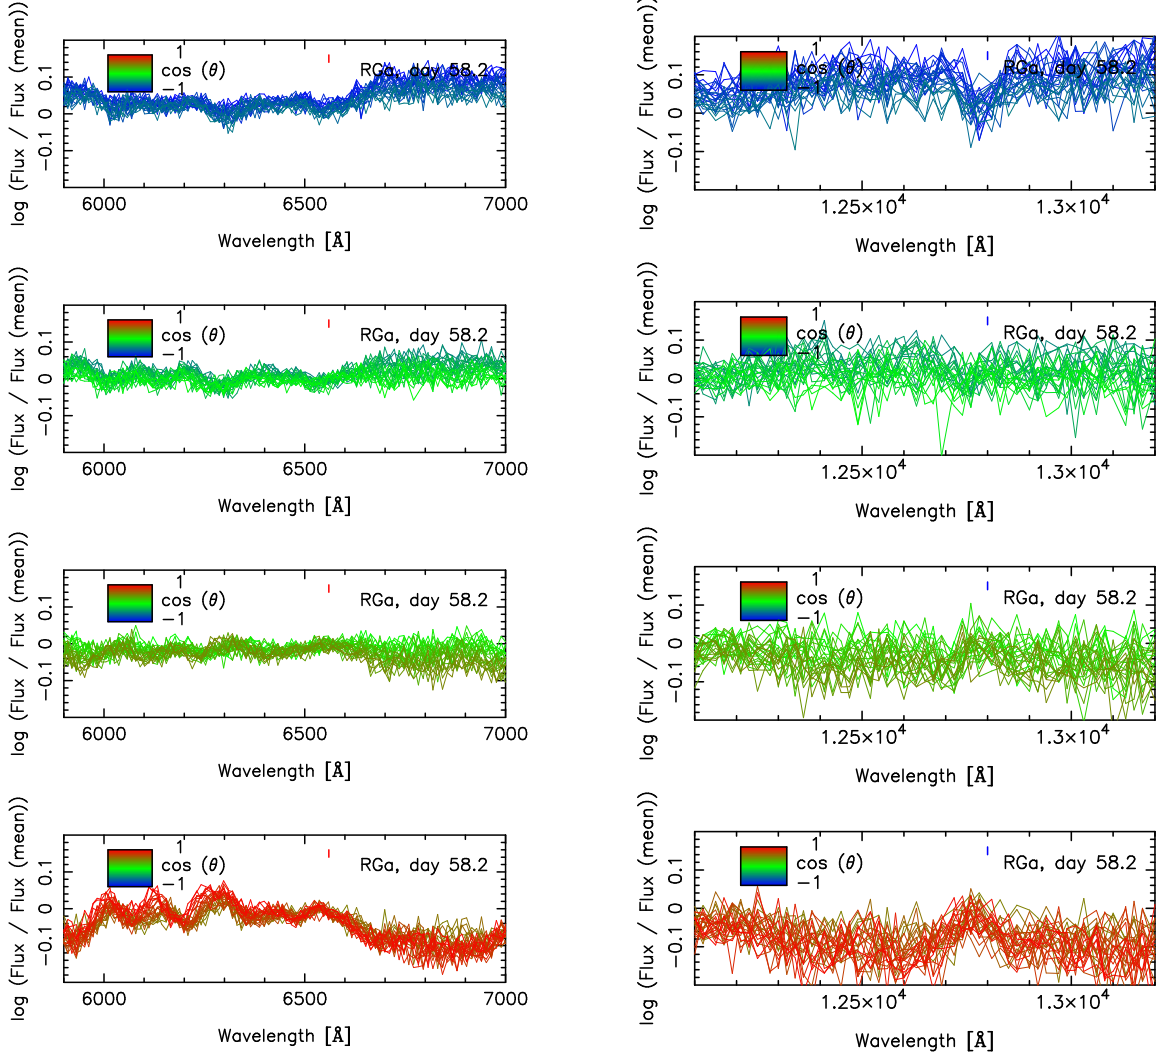 log (Flux / Flux (mean))
0.1
0
−0.1
1
cos (θ)
−1
RGa, day 58.2
6000
6500
7000
Wavelength [Å]
log (Flux / Flux (mean))
0.1
0
−0.1
1
cos (θ)
−1
RGa, day 58.2
1.25×10⁴
1.3×10⁴
Wavelength [Å]
log (Flux / Flux (mean))
0.1
0
−0.1
1
cos (θ)
−1
RGa, day 58.2
6000
6500
7000
Wavelength [Å]
log (Flux / Flux (mean))
0.1
0
−0.1
1
cos (θ)
−1
RGa, day 58.2
1.25×10⁴
1.3×10⁴
Wavelength [Å]
log (Flux / Flux (mean))
0.1
0
−0.1
1
cos (θ)
−1
RGa, day 58.2
6000
6500
7000
Wavelength [Å]
log (Flux / Flux (mean))
0.1
0
−0.1
1
cos (θ)
−1
RGa, day 58.2
1.25×10⁴
1.3×10⁴
Wavelength [Å]
log (Flux / Flux (mean))
0.1
0
−0.1
1
cos (θ)
−1
RGa, day 58.2
6000
6500
7000
Wavelength [Å]
log (Flux / Flux (mean))
0.1
0
−0.1
1
cos (θ)
−1
RGa, day 58.2
1.25×10⁴
1.3×10⁴
Wavelength [Å]